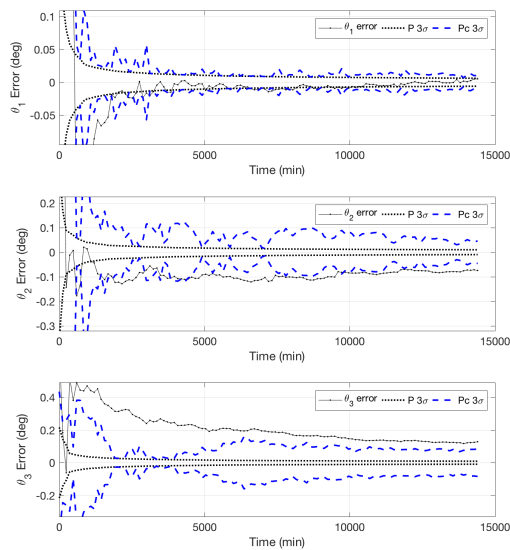 θ1 error P 3σ Pc 3σ
0.1
0.05
0
-0.05
θ1 Error (deg)
0 5000 10000 15000
Time (min)
θ2 error P 3σ Pc 3σ
0.2
0.1
0
-0.1
-0.2
-0.3
θ2 Error (deg)
0 5000 10000 15000
Time (min)
θ3 error P 3σ Pc 3σ
0.4
0.2
0
-0.2
θ3 Error (deg)
0 5000 10000 15000
Time (min)